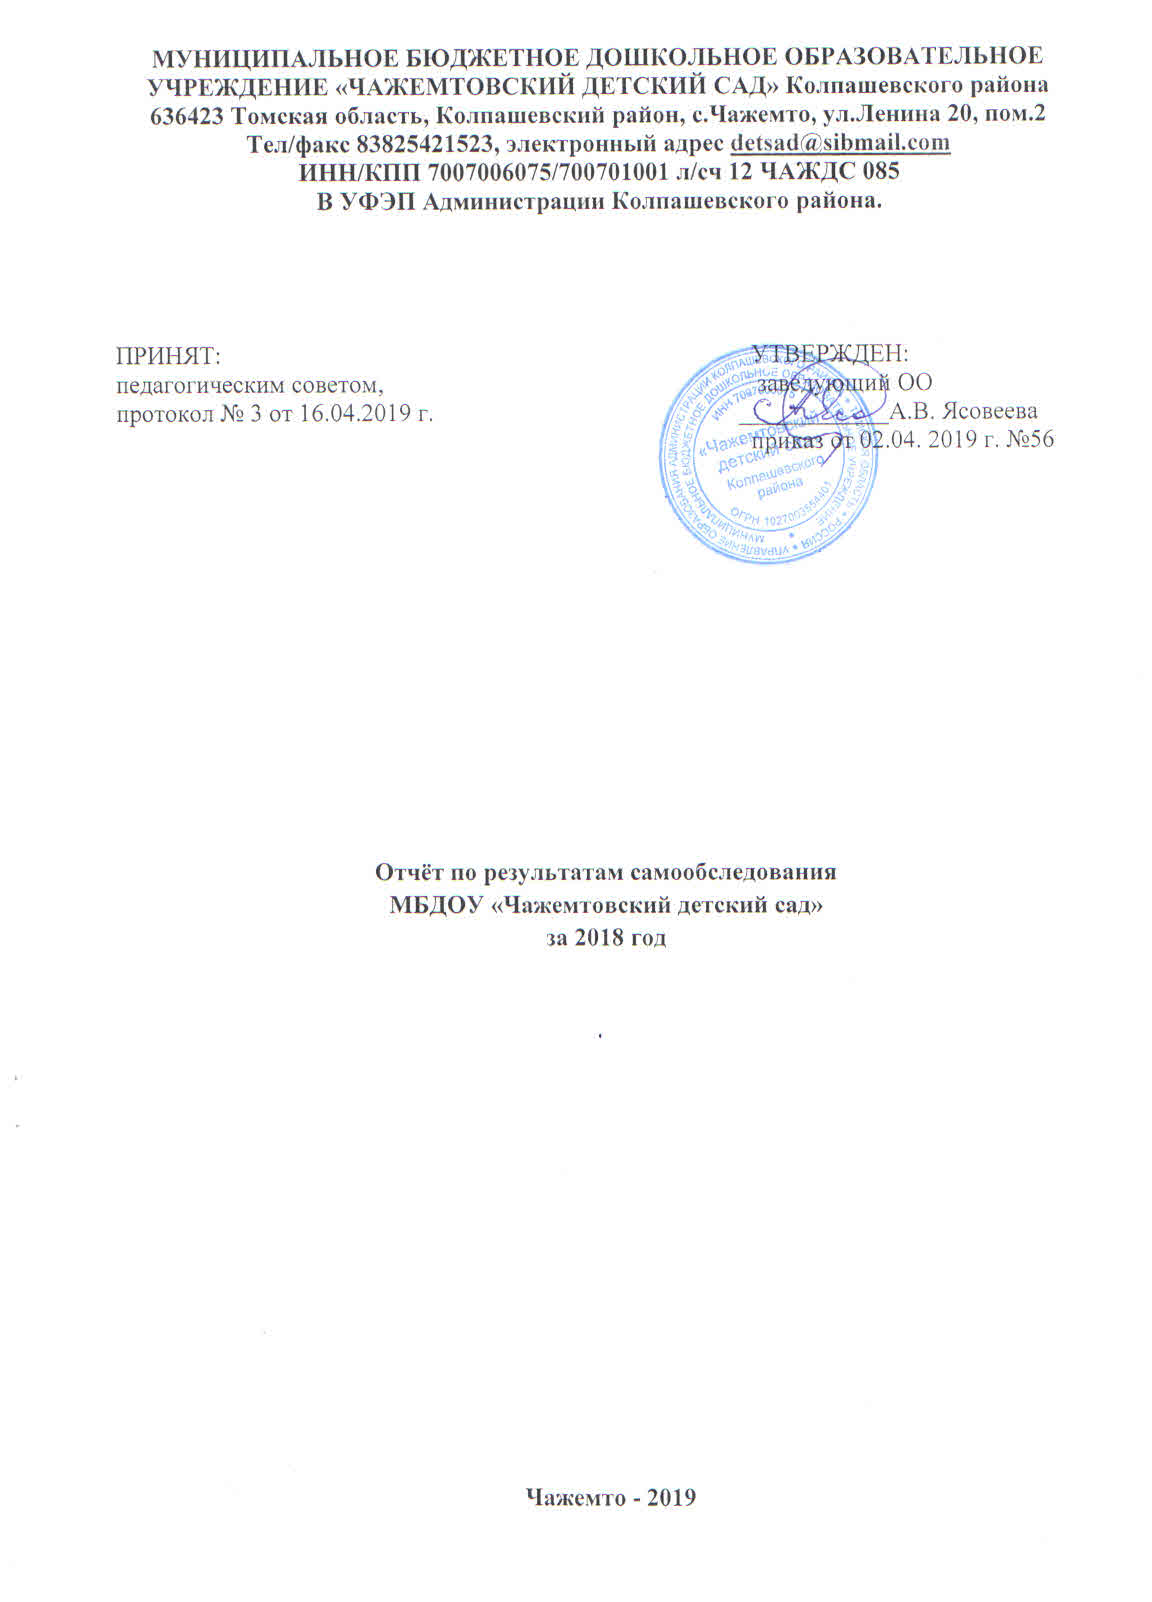 МУНИЦИПАЛЬНОЕ БЮДЖЕТНОЕ ДОШКОЛЬНОЕ ОБРАЗОВАТЕЛЬНОЕ
УЧРЕЖДЕНИЕ «ЧАЖЕМТОВСКИЙ ДЕТСКИЙ САД» Колпашевского района
636423 Томская область, Колпашевский район, с.Чажемто, ул.Ленина 20, пом.2
Тел/факс 83825421523, электронный адрес detsad@sibmail.com
ИНН/КПП 7007006075/700701001 л/сч 12 ЧАЖДС 085
В УФЭП Администрации Колпашевского района.
ПРИНЯТ:
педагогическим советом,
протокол № 3 от 16.04.2019 г.
УТВЕРЖДЕН:
заведующий ОО
А.В. Ясовеева
приказ от 02.04. 2019 г. №56
«Чажемтовский
детский
Колпашевского
района
Отчёт по результатам самообследования
МБДОУ «Чажемтовский детский сад»
за 2018 год
Чажемто - 2019